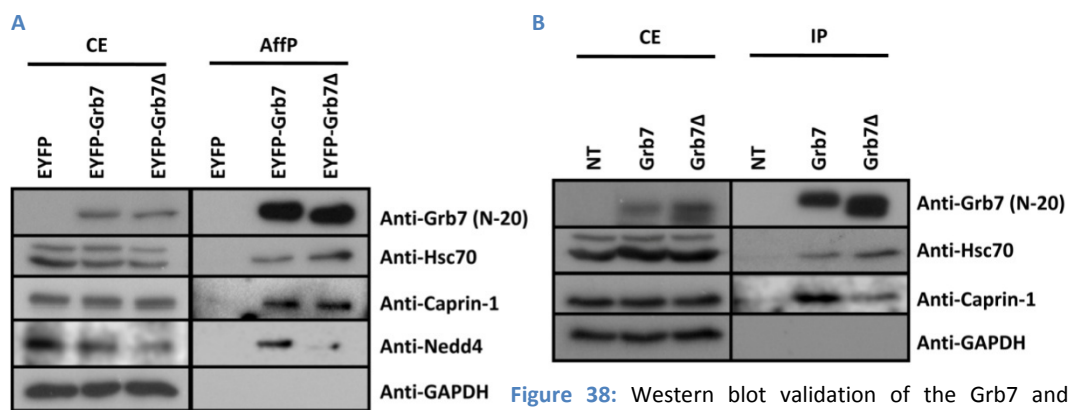 A
CE
AffP
EYFP
EYFP-Grb7
EYFP-Grb7Δ
EYFP
EYFP-Grb7
EYFP-Grb7Δ
Anti-Grb7 (N-20)
Anti-Hsc70
Anti-Caprin-1
Anti-Nedd4
Anti-GAPDH
B
CE
IP
NT
Grb7
Grb7Δ
NT
Grb7
Grb7Δ
Anti-Grb7 (N-20)
Anti-Hsc70
Anti-Caprin-1
Anti-GAPDH
Figure 38: Western blot validation of the Grb7 and